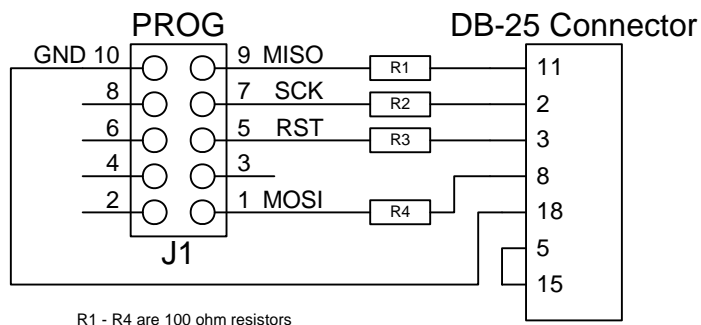 PROG
DB-25 Connector
GND 10
9 MISO
R1
11
8
7 SCK
R2
2
6
5 RST
R3
3
4
3
8
2
1 MOSI
R4
18
J1
5
15
R1 - R4 are 100 ohm resistors